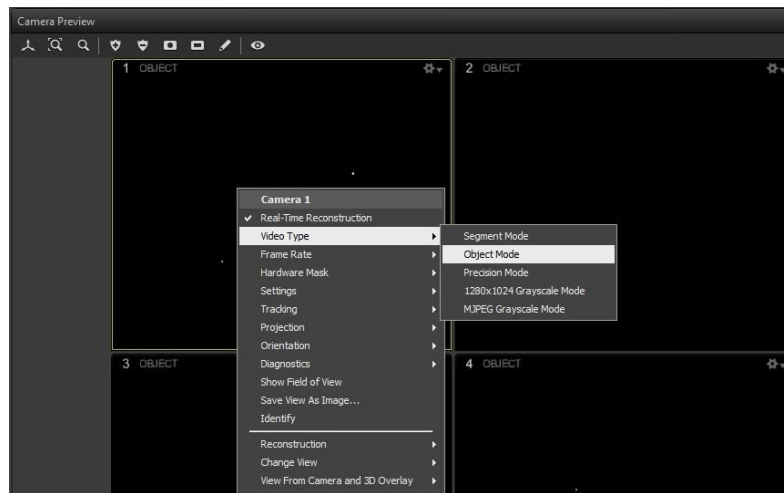 Camera Preview
1 OBJECT
2 OBJECT
Camera 1
Real-Time Reconstruction
Video Type
Frame Rate
Hardware Mask
Settings
Tracking
Projection
Orientation
Diagnostics
Show Field of View
Save View As Image...
Identify
Reconstruction
Change View
View From Camera and 3D Overlay
Segment Mode
Object Mode
Precision Mode
1280x1024 Grayscale Mode
MJPEG Grayscale Mode
3 OBJECT
4 OBJECT